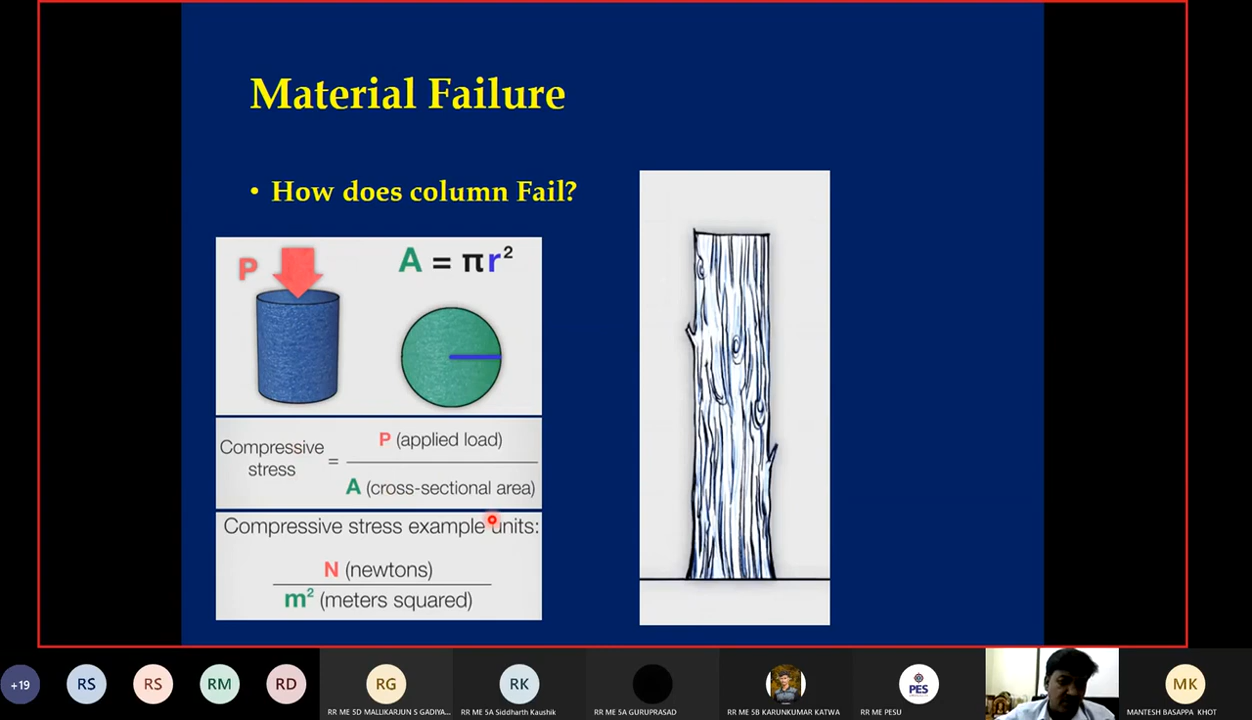 Material Failure
• How does column Fail?
P
A = πr²
Compressive stress = P (applied load)
A (cross-sectional area)
Compressive stress example units:
N (newtons)
m² (meters squared)
+19
RS
RS
RM
RD
RG
RK
PES
MK
RR ME 5D MALLIKARJUN S GADIYA...
RR ME 5A Siddharth Kaushik
RR ME 5A GURUPRASAD
RR ME 5B KARUNKUMAR KATWA
RR ME PESU
MANTESH BASAPPA KHOT